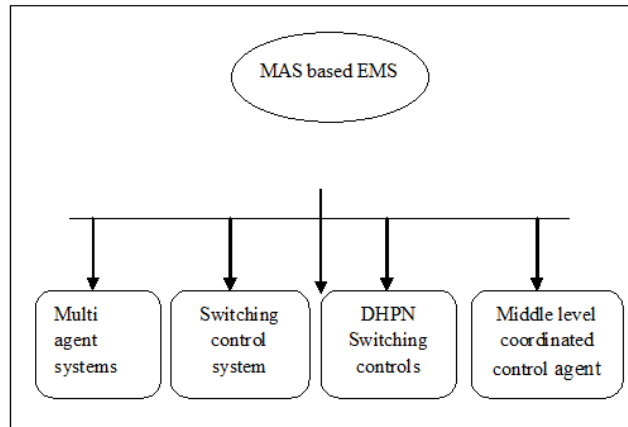 MAS based EMS
Multi
agent
systems
Switching
control
system
DHPN
Switching
controls
Middle level
coordinated
control agent